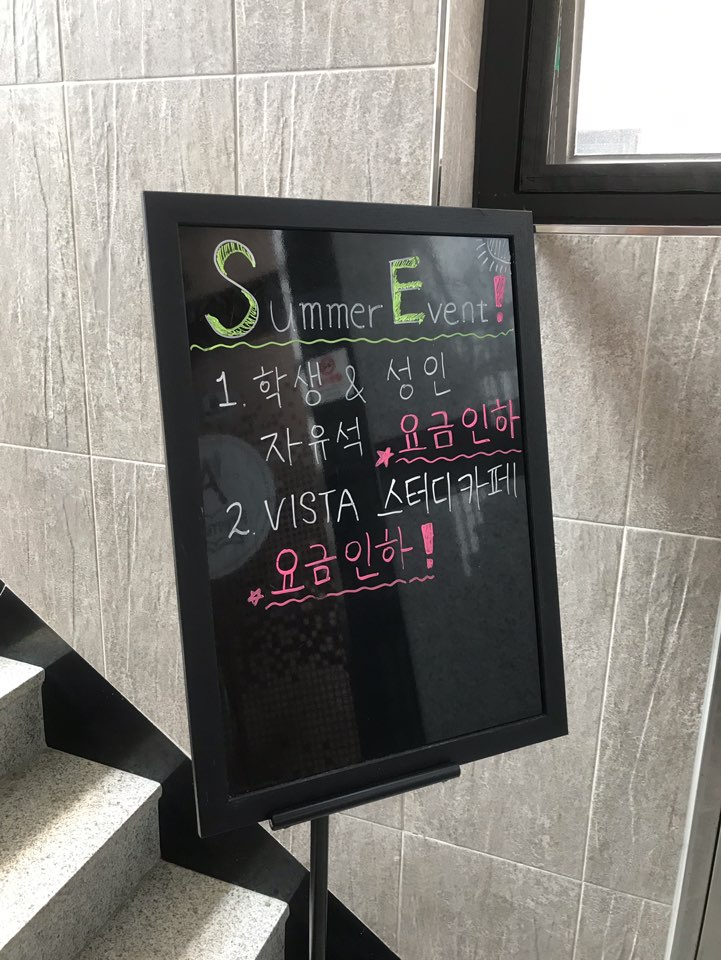 Summer Event!
1. 학생 & 성인
자유석 요금인하
2. VISTA 스터디카페
요금인하!